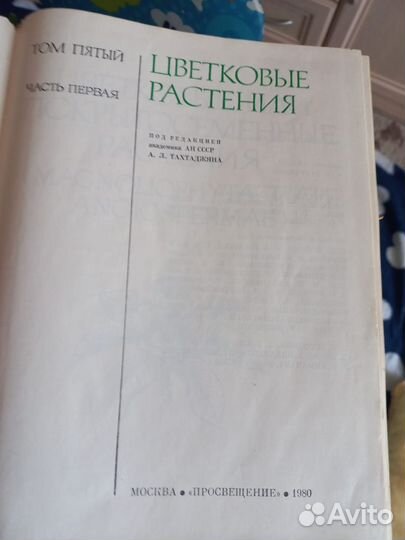 ТОМ ПЯТЫЙ
ЧАСТЬ ПЕРВАЯ
ЦВЕТКОВЫЕ
РАСТЕНИЯ
ПОД РЕДАКЦИЕЙ
академика АН СССР
А. Л. ТАХТАДЖЯНА
МОСКВА • «ПРОСВЕЩЕНИЕ» • 1980
Avito